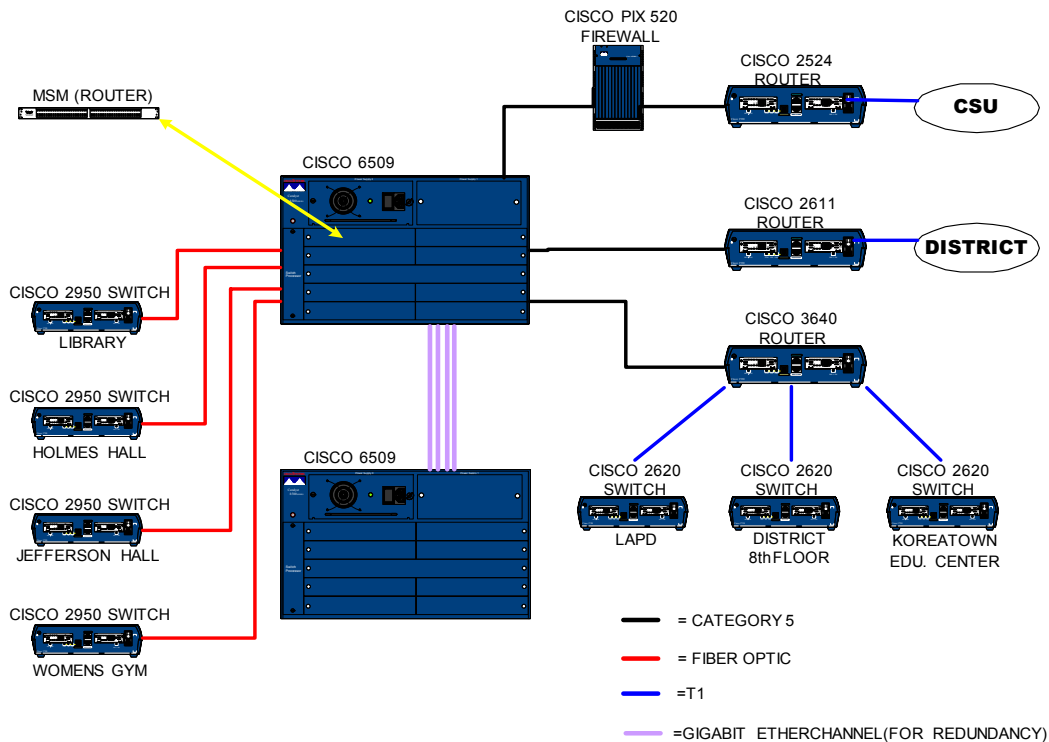 CISCO PIX 520
FIREWALL
CISCO 2524
ROUTER
CSU
MSM (ROUTER)
CISCO 6509
CISCO 2611
ROUTER
DISTRICT
CISCO 2950 SWITCH
LIBRARY
CISCO 3640
ROUTER
CISCO 2950 SWITCH
HOLMES HALL
CISCO 6509
CISCO 2620
SWITCH
LAPD
CISCO 2620
SWITCH
DISTRICT
8thFLOOR
CISCO 2620
SWITCH
KOREATOWN
EDU. CENTER
CISCO 2950 SWITCH
JEFFERSON HALL
CISCO 2950 SWITCH
WOMENS GYM
= CATEGORY 5
= FIBER OPTIC
=T1
=GIGABIT ETHERCHANNEL(FOR REDUNDANCY)